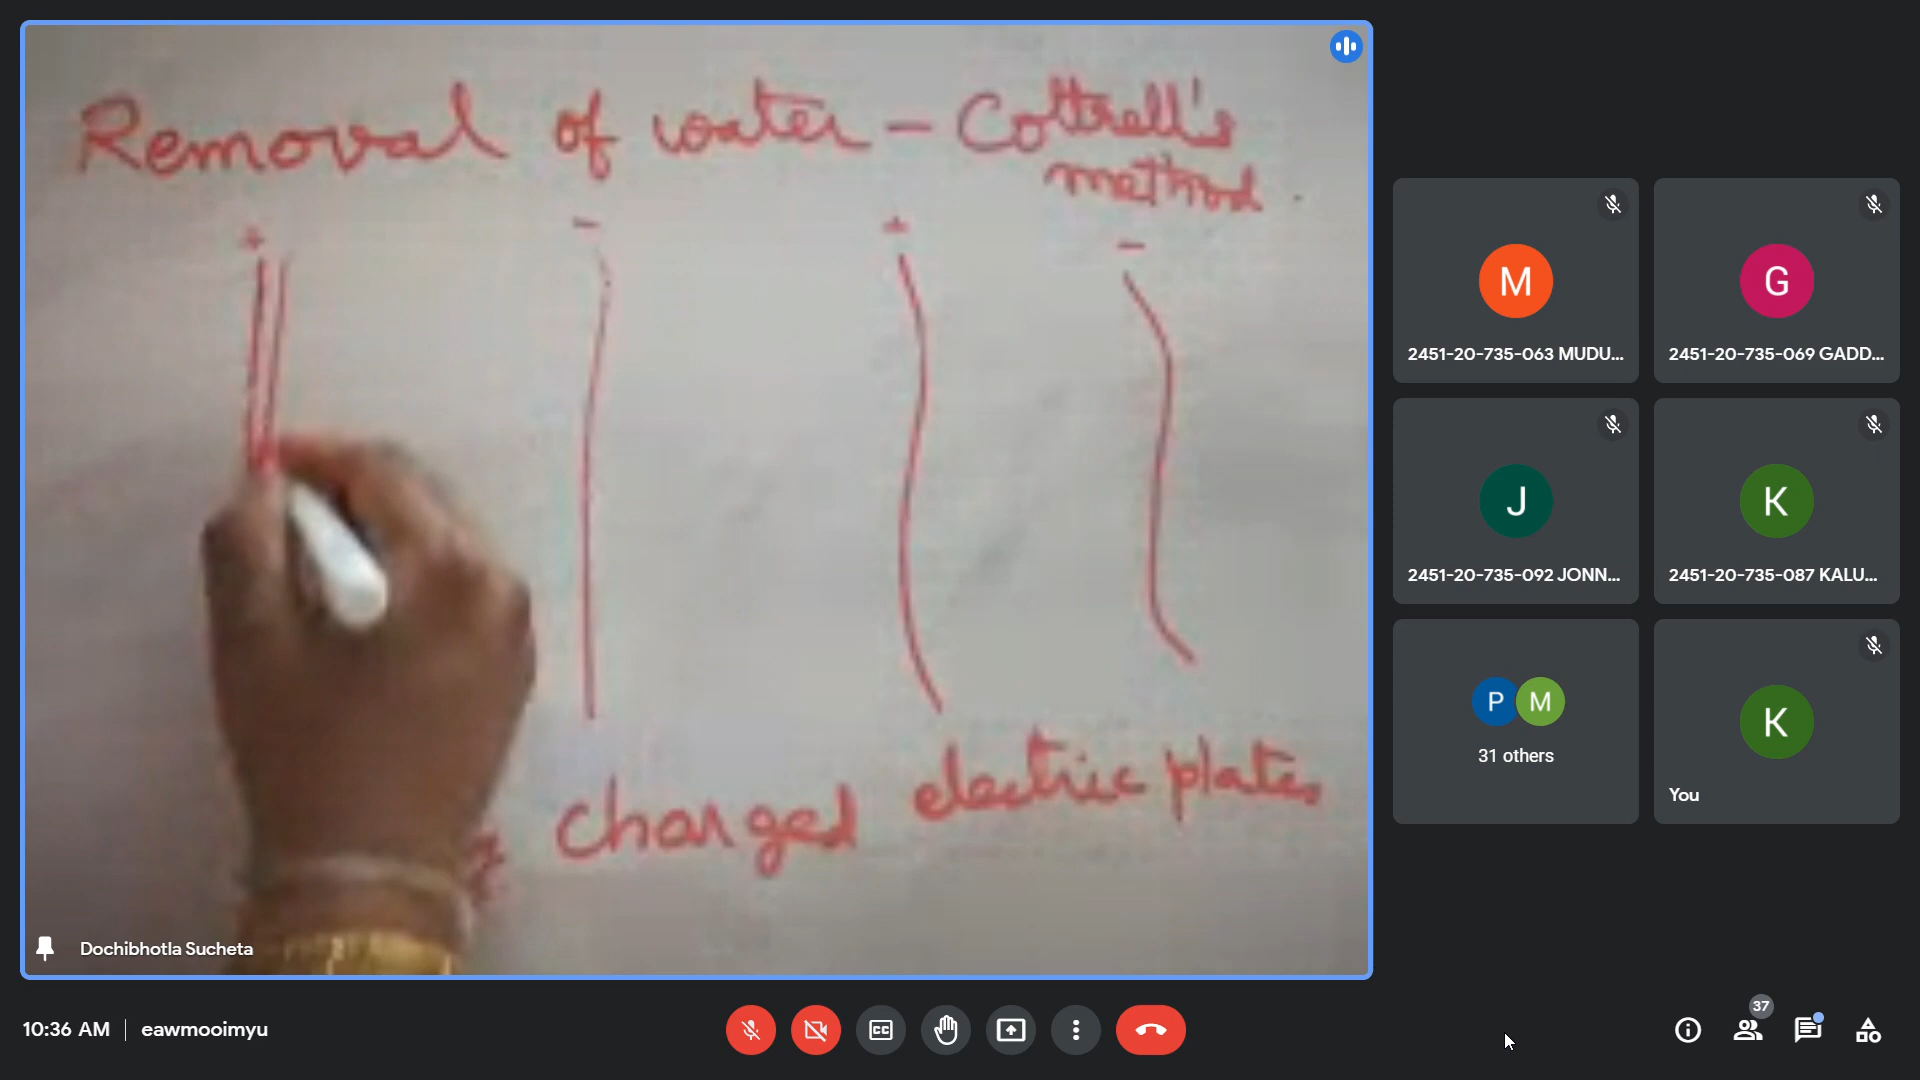 Removal of water - Cottrell's
method.
+ - + -
charged electric plates
Dochibhotla Sucheta
M
2451-20-735-063 MUDU...
G
2451-20-735-069 GADD...
J
2451-20-735-092 JONN...
K
2451-20-735-087 KALU...
P M
31 others
K
You
10:36 AM | eawmooimyu
CC
37